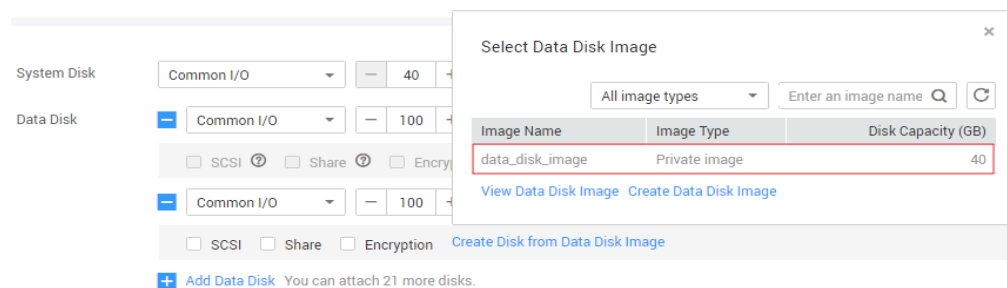 Select Data Disk Image
System Disk Common I/O 40
All image types Enter an image name
Data Disk Common I/O 100
Image Name Image Type Disk Capacity (GB)
SCSI Share
data_disk_image Private image 40
View Data Disk Image Create Data Disk Image
Common I/O 100
SCSI Share Encryption Create Disk from Data Disk Image
Add Data Disk You can attach 21 more disks.